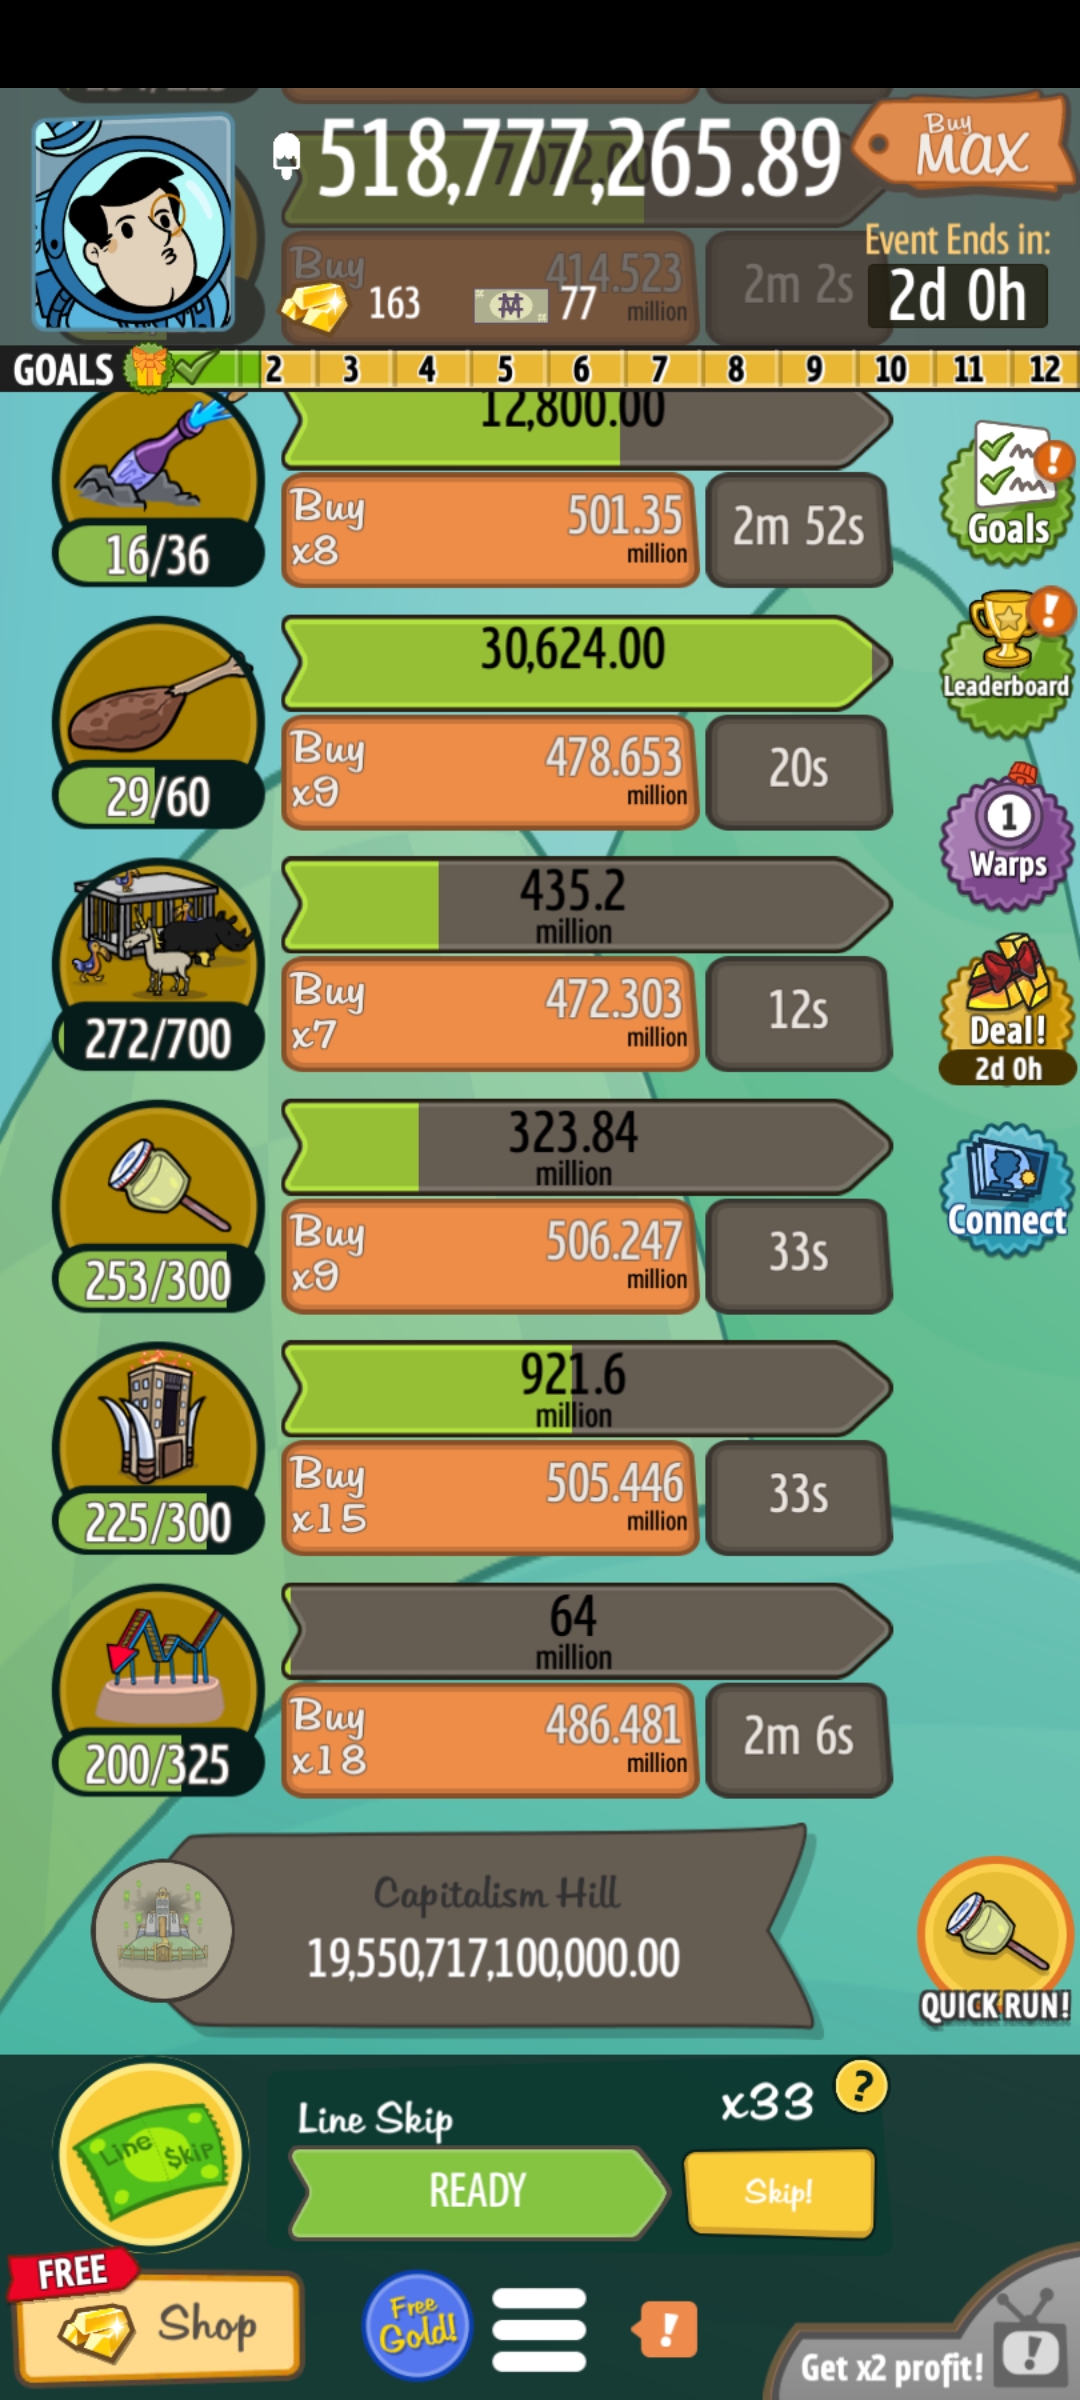 518,777,265.89
Buy
MAX
7,072.00
Event Ends in:
2d 0h
Buy
414.523
million
2m 2s
163
77
GOALS 2 3 4 5 6 7 8 9 10 11 12
12,800.00
Buy
x8
501.35
million
2m 52s
16/36
Goals
30,624.00
Buy
x9
478.653
million
20s
29/60
Leaderboard
435.2
million
Buy
x7
472.303
million
12s
272/700
1
Warps
Deal!
2d 0h
323.84
million
Buy
x9
506.247
million
33s
253/300
Connect
921.6
million
Buy
x15
505.446
million
33s
225/300
64
million
Buy
x18
486.481
million
2m 6s
200/325
Capitalism Hill
19,550,717,100,000.00
QUICK RUN!
Line Skip
x33
?
Line $kip
READY
Skip!
FREE
Shop
Free
Gold!
!
Get x2 profit!
!